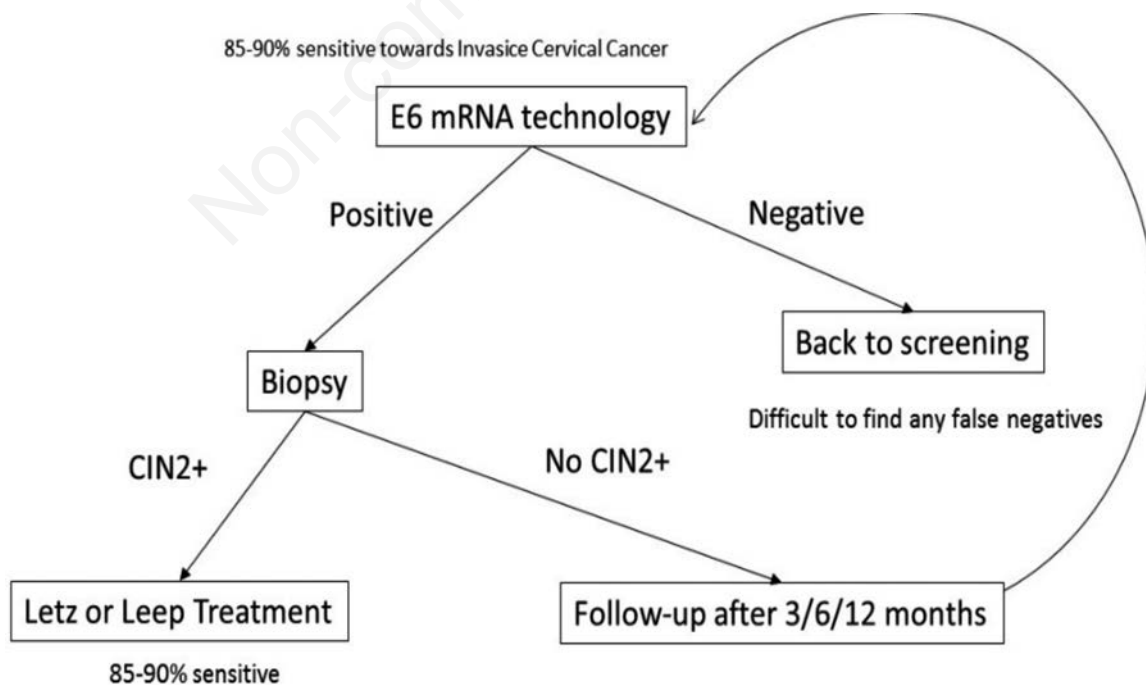 85-90% sensitive towards Invasice Cervical Cancer
E6 mRNA technology
Positive
Negative
Back to screening
Biopsy
Difficult to find any false negatives
CIN2+
No CIN2+
Letz or Leep Treatment
Follow-up after 3/6/12 months
85-90% sensitive
Non-com